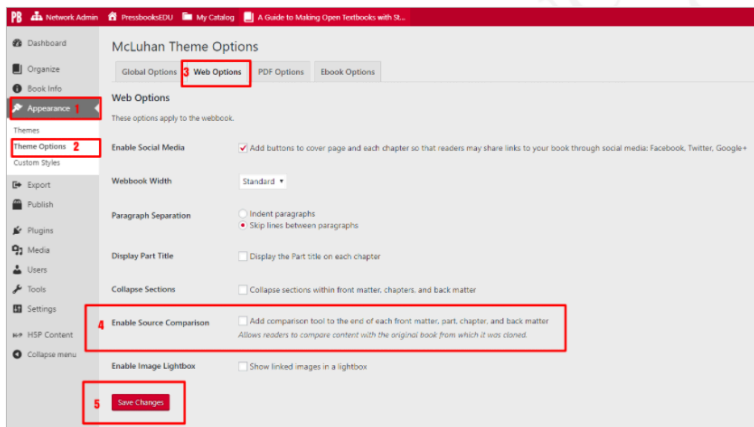 PB Network Admin PressbooksEDU My Catalog A Guide to Making Open Textbooks with St...
Dashboard
Organize
Book Info
Appearance 1
Themes
Theme Options 2
Custom Styles
Export
Publish
Plugins
Media
Users
Tools
Settings
H5P Content
Collapse menu
McLuhan Theme Options
Global Options 3 Web Options PDF Options Ebook Options
Web Options
These options apply to the webbook.
Enable Social Media Add buttons to cover page and each chapter so that readers may share links to your book through social media: Facebook, Twitter, Google+
Webbook Width Standard
Paragraph Separation Indent paragraphs
Skip lines between paragraphs
Display Part Title Display the Part title on each chapter
Collapse Sections Collapse sections within front matter, chapters, and back matter
4 Enable Source Comparison Add comparison tool to the end of each front matter, part, chapter, and back matter
Allows readers to compare content with the original book from which it was cloned.
Enable Image Lightbox Show linked images in a lightbox
5 Save Changes